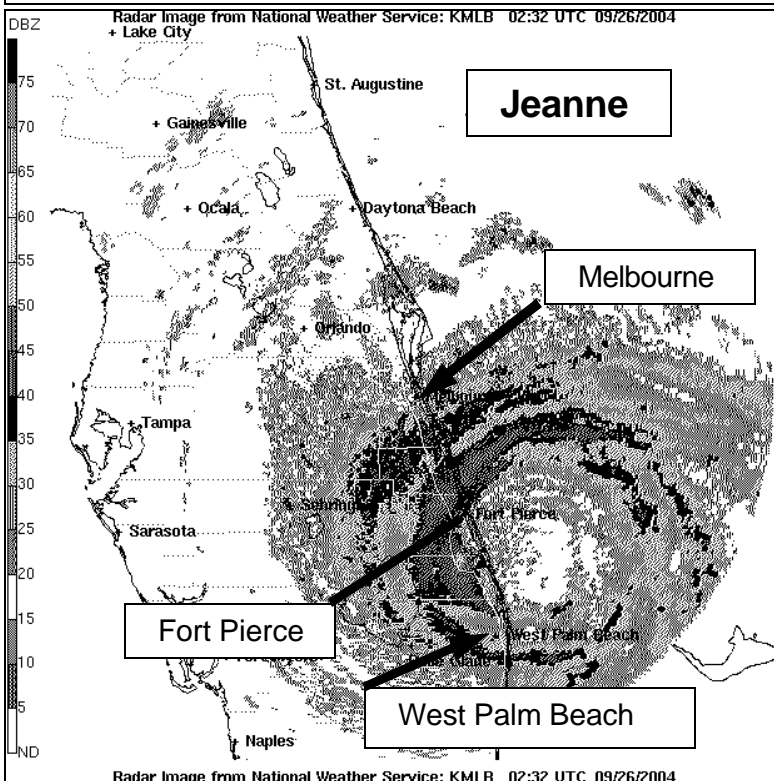 Radar Image from National Weather Service: KMLB 02:32 UTC 09/26/2004
DBZ
+ Lake City
75
+ St. Augustine
Jeanne
70
+ Gainesville
65
+ Ocala
+ Daytona Beach
60
55
Melbourne
50
+ Orlando
45
40
+ Tampa
35
30
+ Sebring
Fort Pierce
25
+ Sarasota
20
15
Fort Pierce
+ West Palm Beach
10
West Palm Beach
5
+ Naples
ND
Radar Image from National Weather Service: KMLB 02:32 UTC 09/26/2004